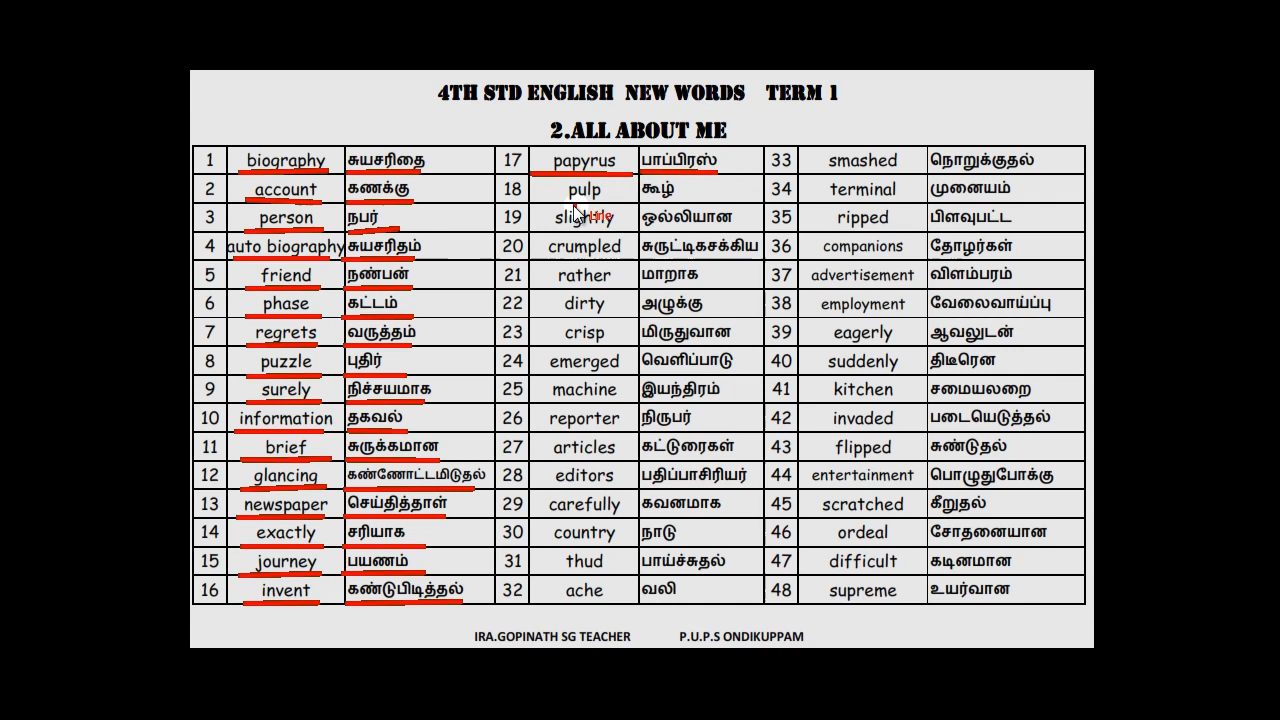 4TH STD ENGLISH NEW WORDS TERM 1
2.ALL ABOUT ME
1 biography சுயசரிதை 17 papyrus பாப்பிரஸ் 33 smashed நொறுக்குதல்
2 account கணக்கு 18 pulp கூழ் 34 terminal முனையம்
3 person நபர் 19 slightly ஒல்லியான 35 ripped பிளவுபட்ட
4 auto biography சுயசரிதம் 20 crumpled சுருட்டிகசக்கிய 36 companions தோழர்கள்
5 friend நண்பன் 21 rather மாறாக 37 advertisement விளம்பரம்
6 phase கட்டம் 22 dirty அழுக்கு 38 employment வேலைவாய்ப்பு
7 regrets வருத்தம் 23 crisp மிருதுவான 39 eagerly ஆவலுடன்
8 puzzle புதிர் 24 emerged வெளிப்பாடு 40 suddenly திடீரென
9 surely நிச்சயமாக 25 machine இயந்திரம் 41 kitchen சமையலறை
10 information தகவல் 26 reporter நிருபர் 42 invaded படையெடுத்தல்
11 brief சுருக்கமான 27 articles கட்டுரைகள் 43 flipped சுண்டுதல்
12 glancing கண்ணோட்டமிடுதல் 28 editors பதிப்பாசிரியர் 44 entertainment பொழுதுபோக்கு
13 newspaper செய்தித்தாள் 29 carefully கவனமாக 45 scratched கீறுதல்
14 exactly சரியாக 30 country நாடு 46 ordeal சோதனையான
15 journey பயணம் 31 thud பாய்ச்சுதல் 47 difficult கடினமான
16 invent கண்டுபிடித்தல் 32 ache வலி 48 supreme உயர்வான
IRA.GOPINATH SG TEACHER P.U.P.S ONDIKUPPAM